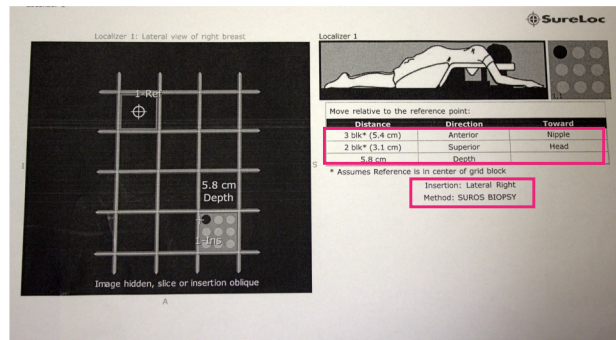 SureLoc
Localizer 1: Lateral view of right breast
Localizer 1
1-Ref
5.8 cm
Depth
1-Ins
Image hidden, slice or insertion oblique
I
S
A
1:1
Move relative to the reference point:
Distance Direction Toward
3 blk* (5.4 cm) Anterior Nipple
2 blk* (3.1 cm) Superior Head
5.8 cm Depth
* Assumes Reference is in center of grid block
Insertion: Lateral Right
Method: SUROS BIOPSY